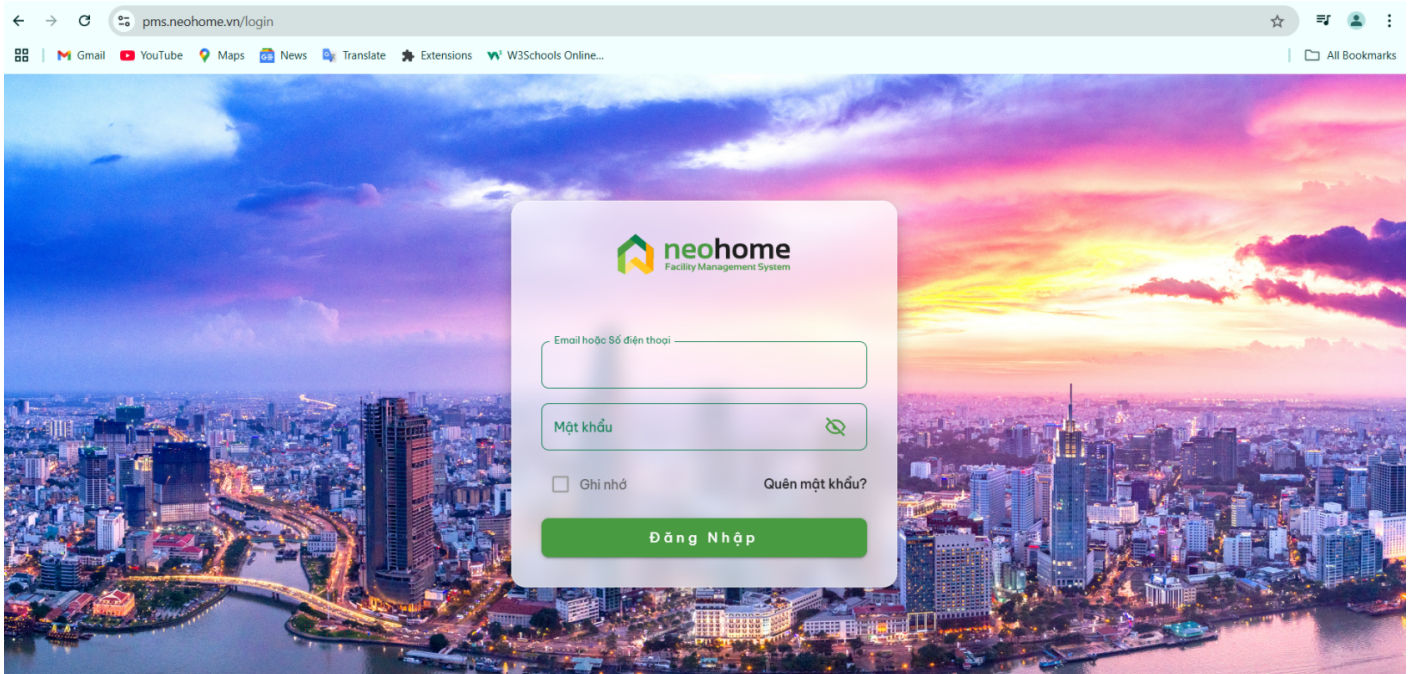 pms.neohome.vn/login
Gmail YouTube Maps News Translate Extensions W3Schools Online... All Bookmarks
neohome
Facility Management System
Email hoặc Số điện thoại
Mật khẩu
Ghi nhớ Quên mật khẩu?
Đăng Nhập